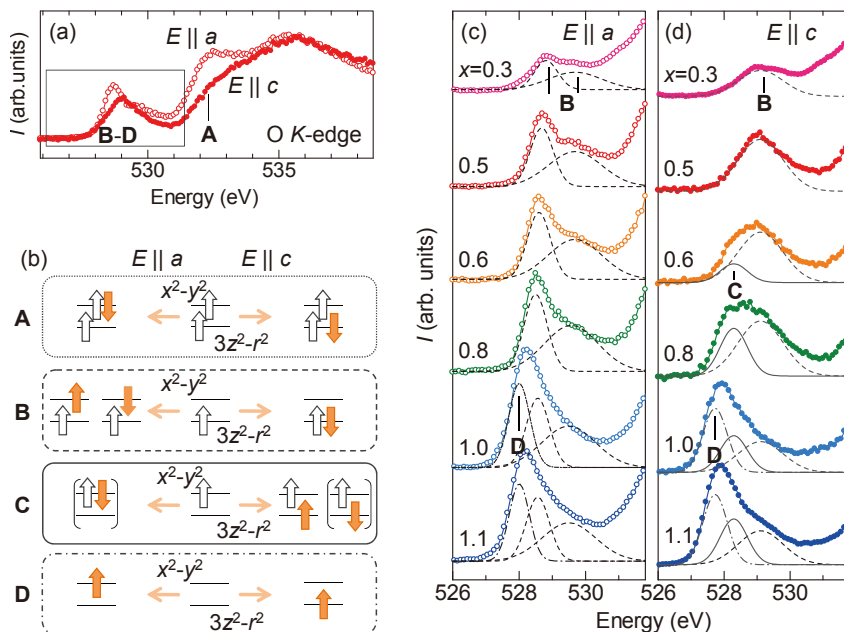 (a)
E || a
E || c
I (arb.units)
B-D
A
O K-edge
530
535
Energy (eV)
(b)
E || a
E || c
A
x²-y²
3z²-r²
B
x²-y²
3z²-r²
C
x²-y²
3z²-r²
D
x²-y²
3z²-r²
(c)
E || a
x=0.3
B
0.5
0.6
0.8
1.0
D
1.1
I (arb. units)
526
528
530
(d)
E || c
x=0.3
B
0.5
0.6
C
0.8
1.0
D
1.1
526
528
530
Energy (eV)